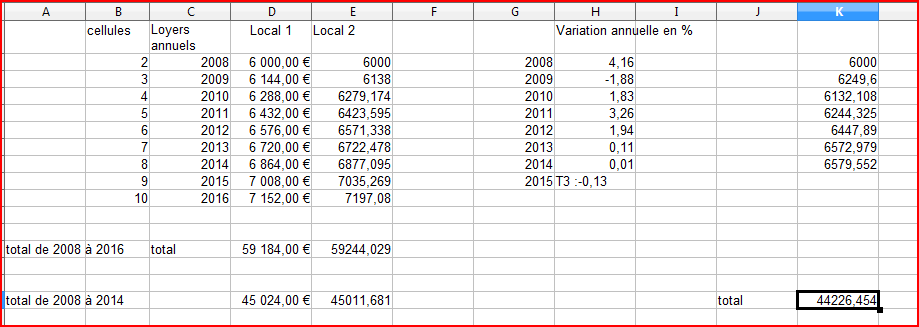 A B C D E F G H I J K
cellules Loyers annuels Local 1 Local 2 Variation annuelle en %
2 2008 6 000,00 € 6000 2008 4,16 6000
3 2009 6 144,00 € 6138 2009 -1,88 6249,6
4 2010 6 288,00 € 6279,174 2010 1,83 6132,108
5 2011 6 432,00 € 6423,595 2011 3,26 6244,325
6 2012 6 576,00 € 6571,338 2012 1,94 6447,89
7 2013 6 720,00 € 6722,478 2013 0,11 6572,979
8 2014 6 864,00 € 6877,095 2014 0,01 6579,552
9 2015 7 008,00 € 7035,269 2015 T3 :-0,13
10 2016 7 152,00 € 7197,08
total de 2008 à 2016 total 59 184,00 € 59244,029
total de 2008 à 2014 45 024,00 € 45011,681 total 44226,454